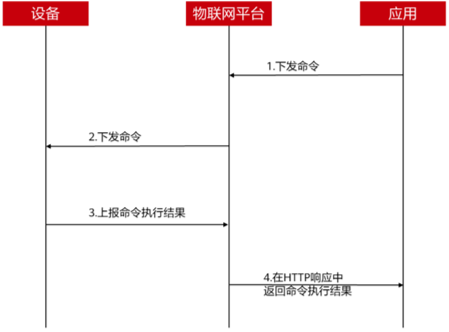 设备
物联网平台
应用
1.下发命令
2.下发命令
3.上报命令执行结果
4.在HTTP响应中
返回命令执行结果